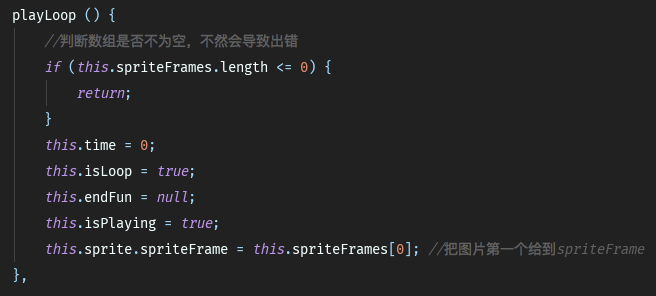 playLoop () {
//判断数组是否不为空，不然会导致出错
if (this.spriteFrames.length <= 0) {
return;
}
this.time = 0;
this.isLoop = true;
this.endFun = null;
this.isPlaying = true;
this.sprite.spriteFrame = this.spriteFrames[0]; //把图片第一个给到spriteFrame
},